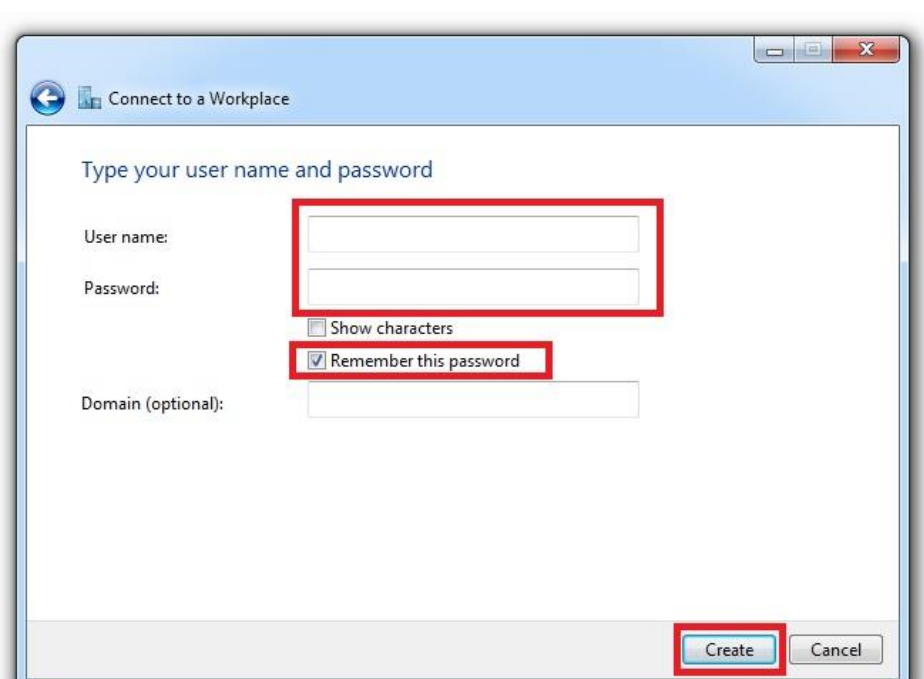 Connect to a Workplace
Type your user name and password
User name:
Password:
Show characters
Remember this password
Domain (optional):
Create
Cancel